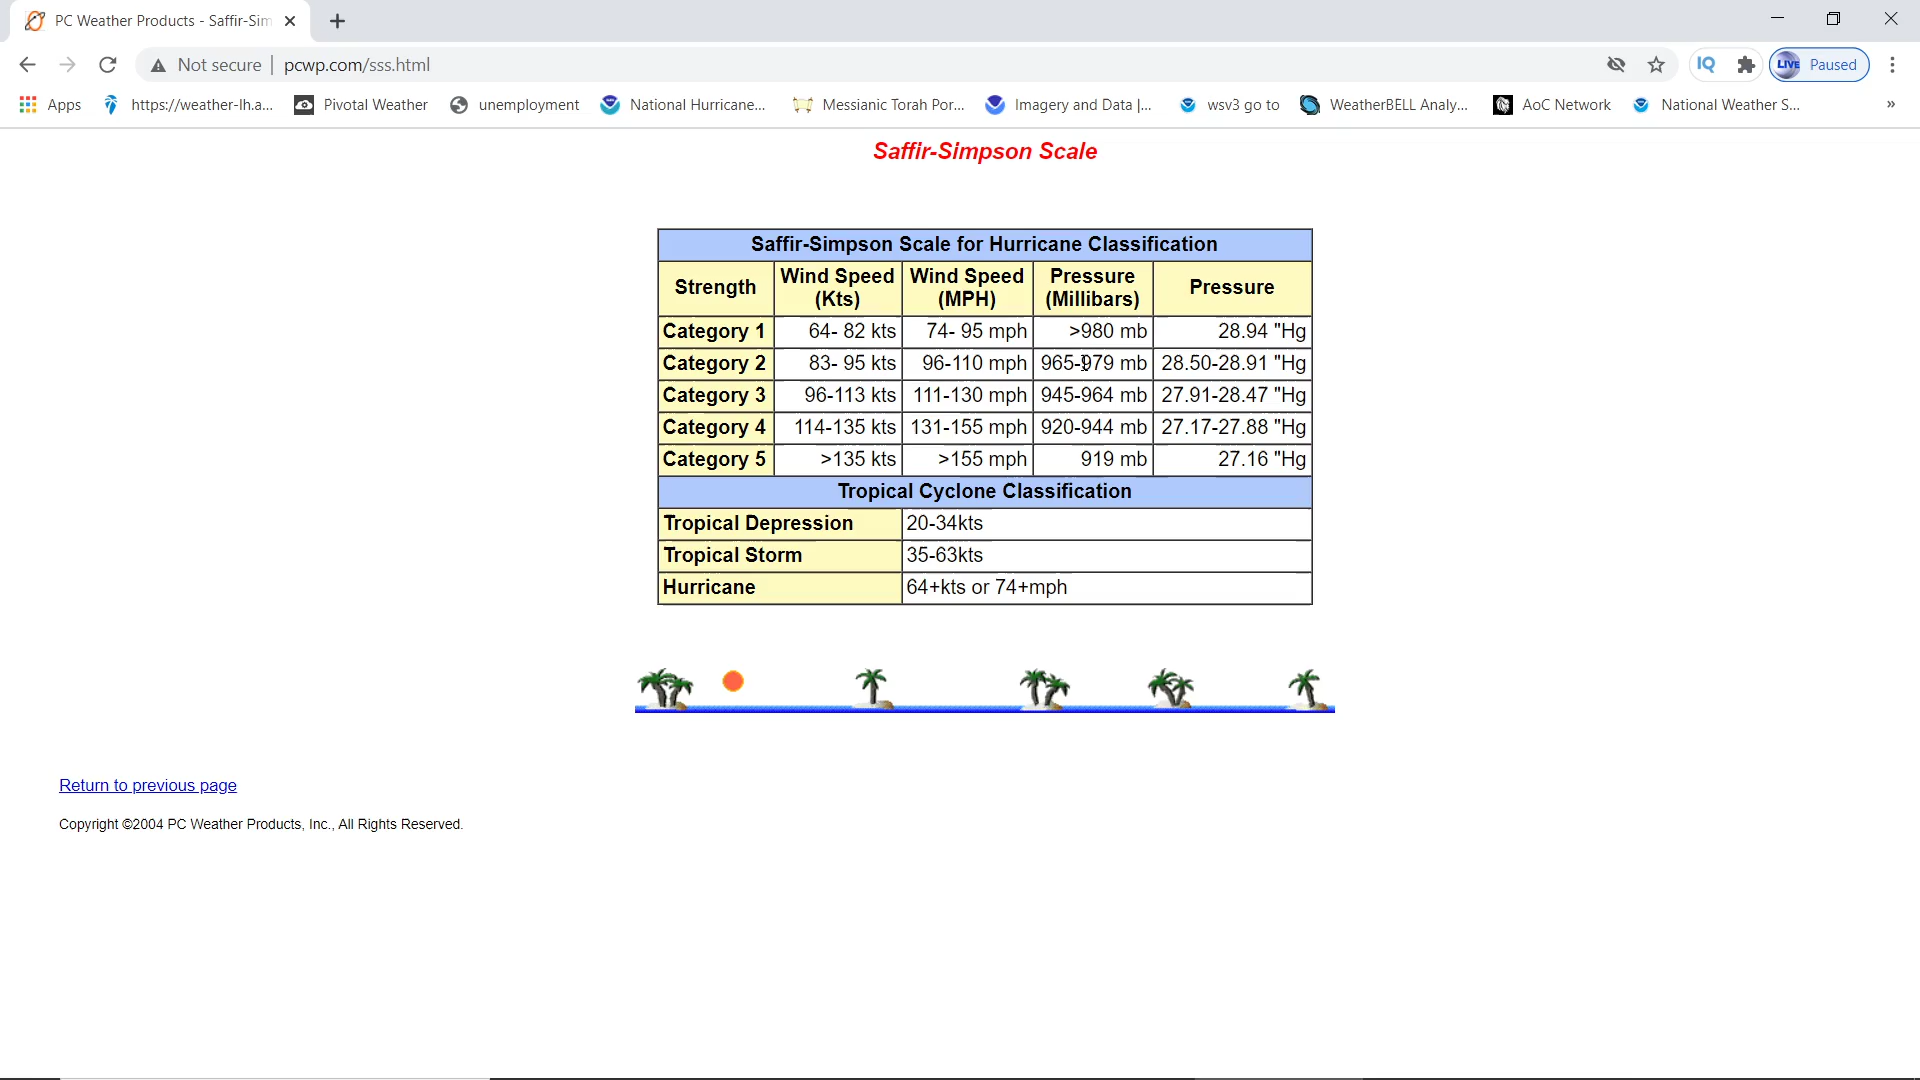 PC Weather Products - Saffir-Sim
Not secure | pcwp.com/sss.html
IQ
LIVE Paused
Apps https://weather-lh.a... Pivotal Weather unemployment National Hurricane... Messianic Torah Por... Imagery and Data |... wsv3 go to WeatherBELL Analy... AoC Network National Weather S... »
Saffir-Simpson Scale
Saffir-Simpson Scale for Hurricane Classification
Strength Wind Speed (Kts) Wind Speed (MPH) Pressure (Millibars) Pressure
Category 1 64- 82 kts 74- 95 mph >980 mb 28.94 "Hg
Category 2 83- 95 kts 96-110 mph 965-979 mb 28.50-28.91 "Hg
Category 3 96-113 kts 111-130 mph 945-964 mb 27.91-28.47 "Hg
Category 4 114-135 kts 131-155 mph 920-944 mb 27.17-27.88 "Hg
Category 5 >135 kts >155 mph 919 mb 27.16 "Hg
Tropical Cyclone Classification
Tropical Depression 20-34kts
Tropical Storm 35-63kts
Hurricane 64+kts or 74+mph
Return to previous page
Copyright ©2004 PC Weather Products, Inc., All Rights Reserved.